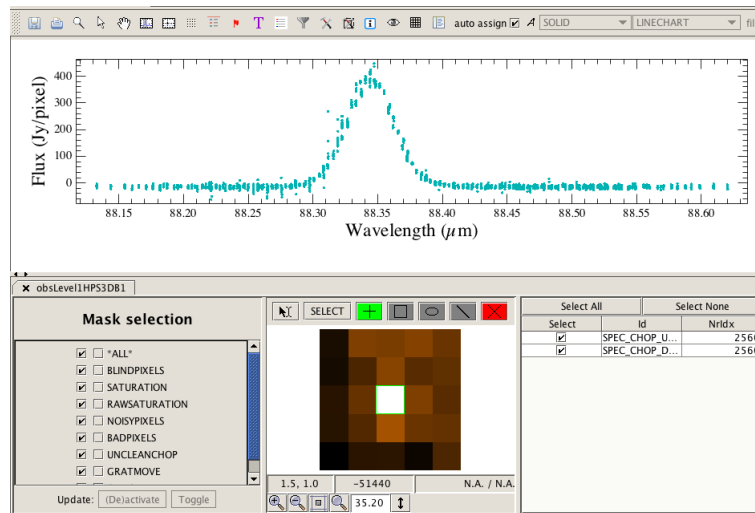 T i auto assign A SOLID LINECHART fil
400
300
200
100
0
Flux (Jy/pixel)
88.15 88.20 88.25 88.30 88.35 88.40 88.45 88.50 88.55 88.60
Wavelength (μm)
× obsLevel1HPS3DB1
Mask selection
*ALL*
BLINDPIXELS
SATURATION
RAWSATURATION
NOISYPIXELS
BADPIXELS
UNCLEANCHOP
GRATMOVE
Update: (De)activate Toggle
SELECT
1.5, 1.0 -51440 N.A. / N.A.
35.20
Select All Select None
Select Id NrIdx
SPEC_CHOP_U... 2560
SPEC_CHOP_D... 2560